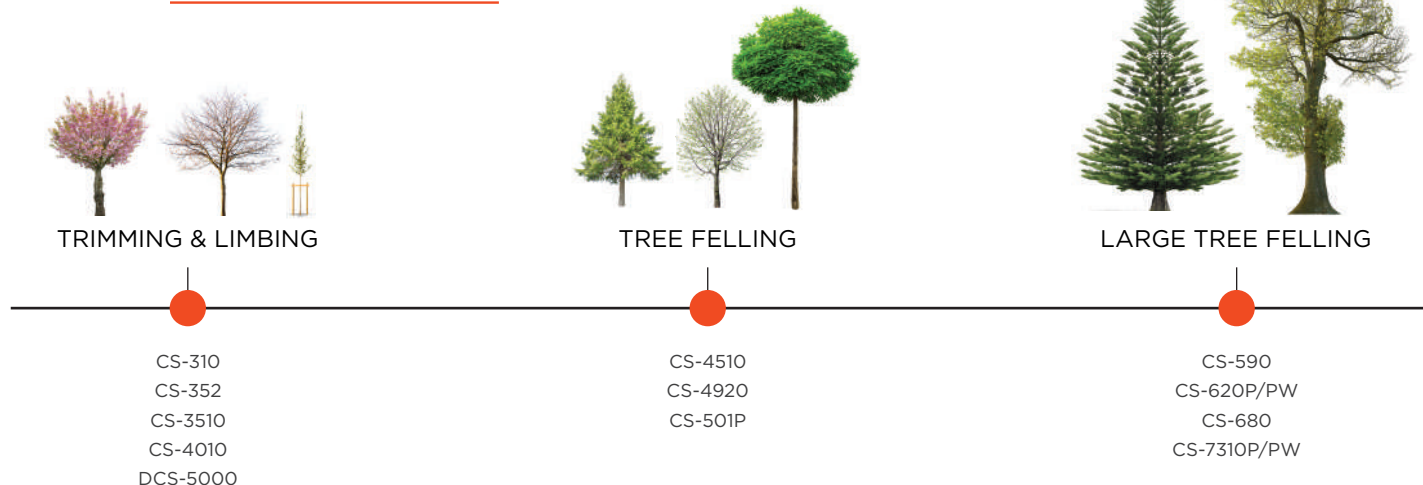 TRIMMING & LIMBING
CS-310
CS-352
CS-3510
CS-4010
DCS-5000
TREE FELLING
CS-4510
CS-4920
CS-501P
LARGE TREE FELLING
CS-590
CS-620P/PW
CS-680
CS-7310P/PW